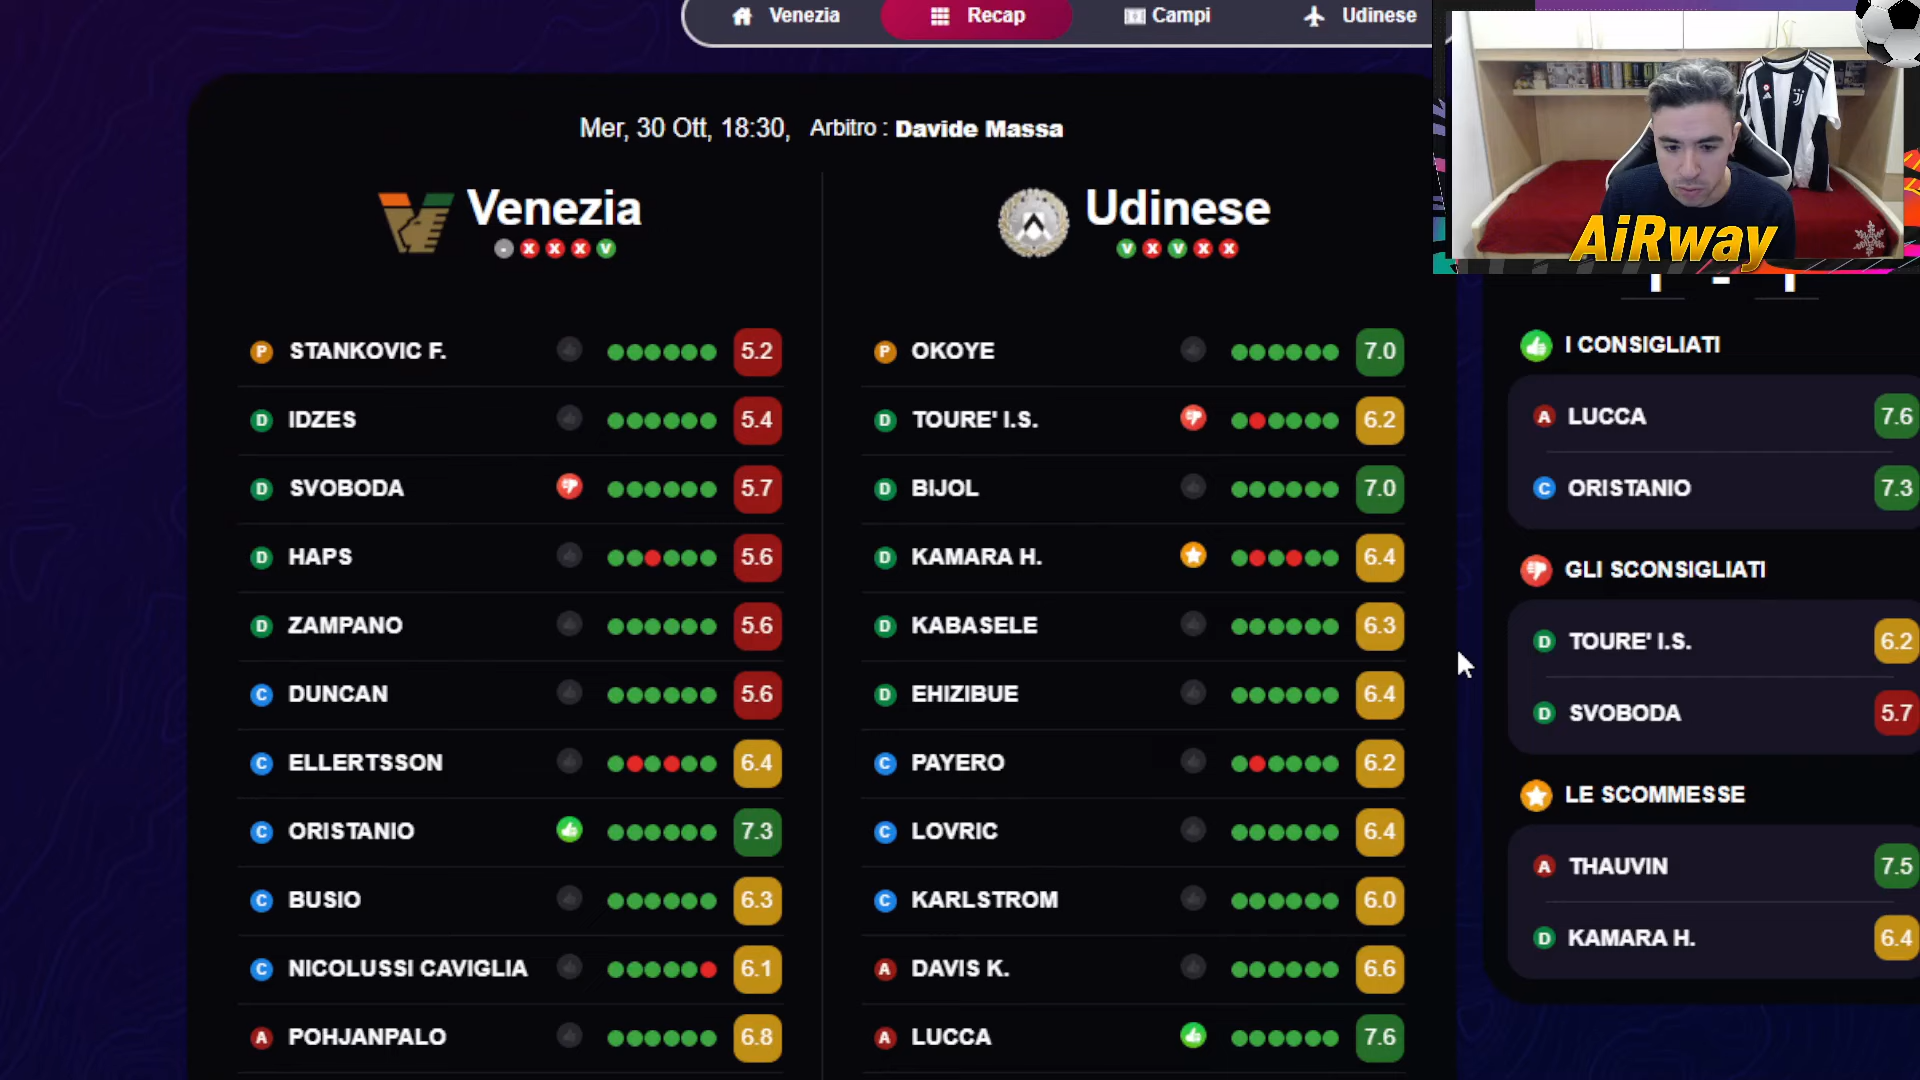 Venezia
Recap
Campi
Udinese
Mer, 30 Ott, 18:30, Arbitro : Davide Massa
Venezia
Udinese
AiRway
P STANKOVIC F. 5.2
D IDZES 5.4
D SVOBODA 5.7
D HAPS 5.6
D ZAMPANO 5.6
C DUNCAN 5.6
C ELLERTSSON 6.4
C ORISTANIO 7.3
C BUSIO 6.3
C NICOLUSSI CAVIGLIA 6.1
A POHJANPALO 6.8
P OKOYE 7.0
D TOURE' I.S. 6.2
D BIJOL 7.0
D KAMARA H. 6.4
D KABASELE 6.3
D EHIZIBUE 6.4
C PAYERO 6.2
C LOVRIC 6.4
C KARLSTROM 6.0
A DAVIS K. 6.6
A LUCCA 7.6
I CONSIGLIATI
A LUCCA 7.6
C ORISTANIO 7.3
GLI SCONSIGLIATI
D TOURE' I.S. 6.2
D SVOBODA 5.7
LE SCOMMESSE
A THAUVIN 7.5
D KAMARA H. 6.4